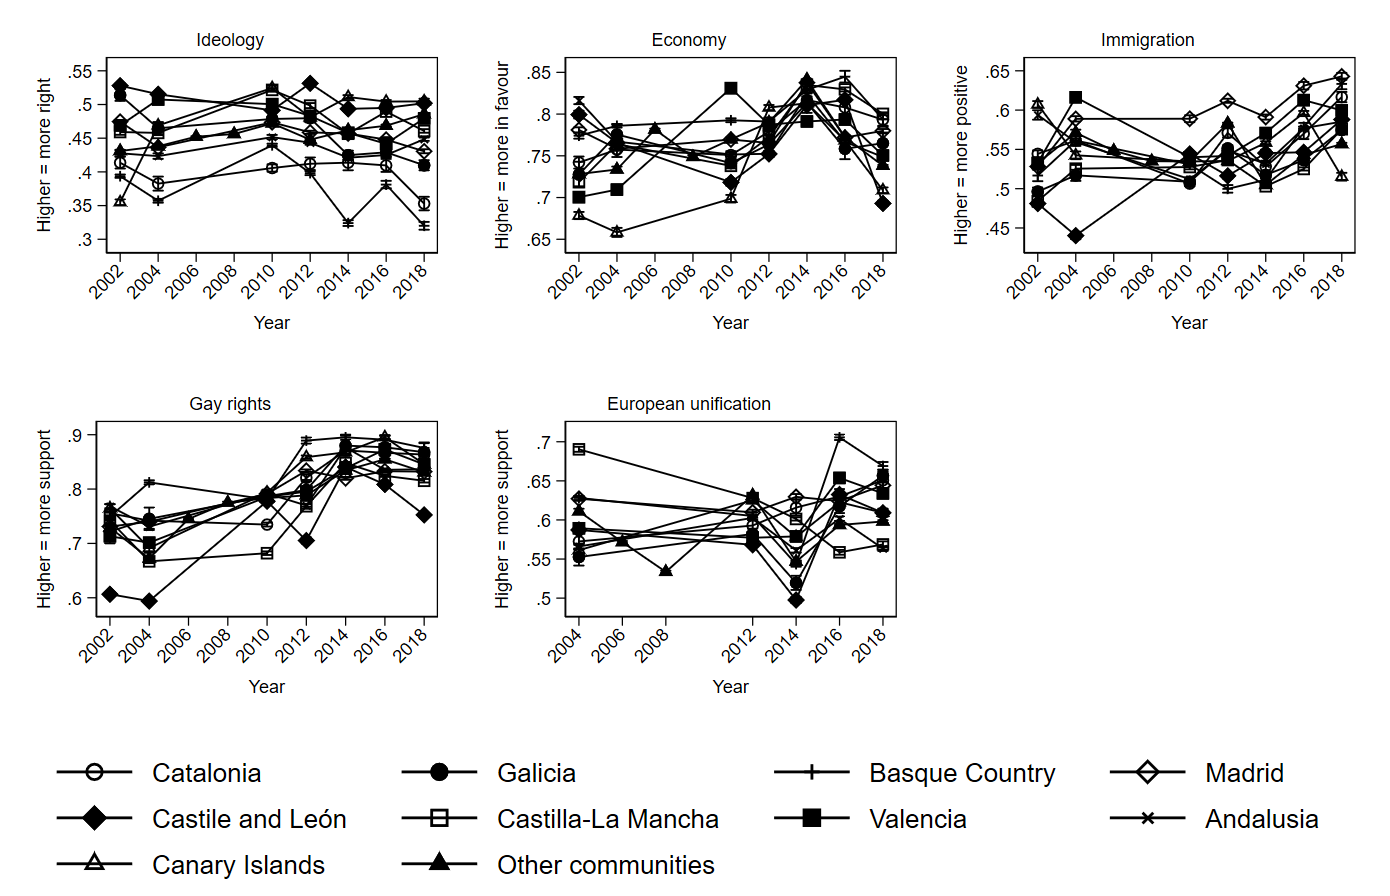 Ideology
Higher = more right
.55
.5
.45
.4
.35
.3
2002 2004 2006 2008 2010 2012 2014 2016 2018
Year
Economy
Higher = more in favour
.85
.8
.75
.7
.65
2002 2004 2006 2008 2010 2012 2014 2016 2018
Year
Immigration
Higher = more positive
.65
.6
.55
.5
.45
2002 2004 2006 2008 2010 2012 2014 2016 2018
Year
Gay rights
Higher = more support
.9
.8
.7
.6
2002 2004 2006 2008 2010 2012 2014 2016 2018
Year
European unification
Higher = more support
.7
.65
.6
.55
.5
2004 2006 2008 2012 2014 2016 2018
Year
Catalonia Galicia Basque Country Madrid
Castile and León Castilla-La Mancha Valencia Andalusia
Canary Islands Other communities